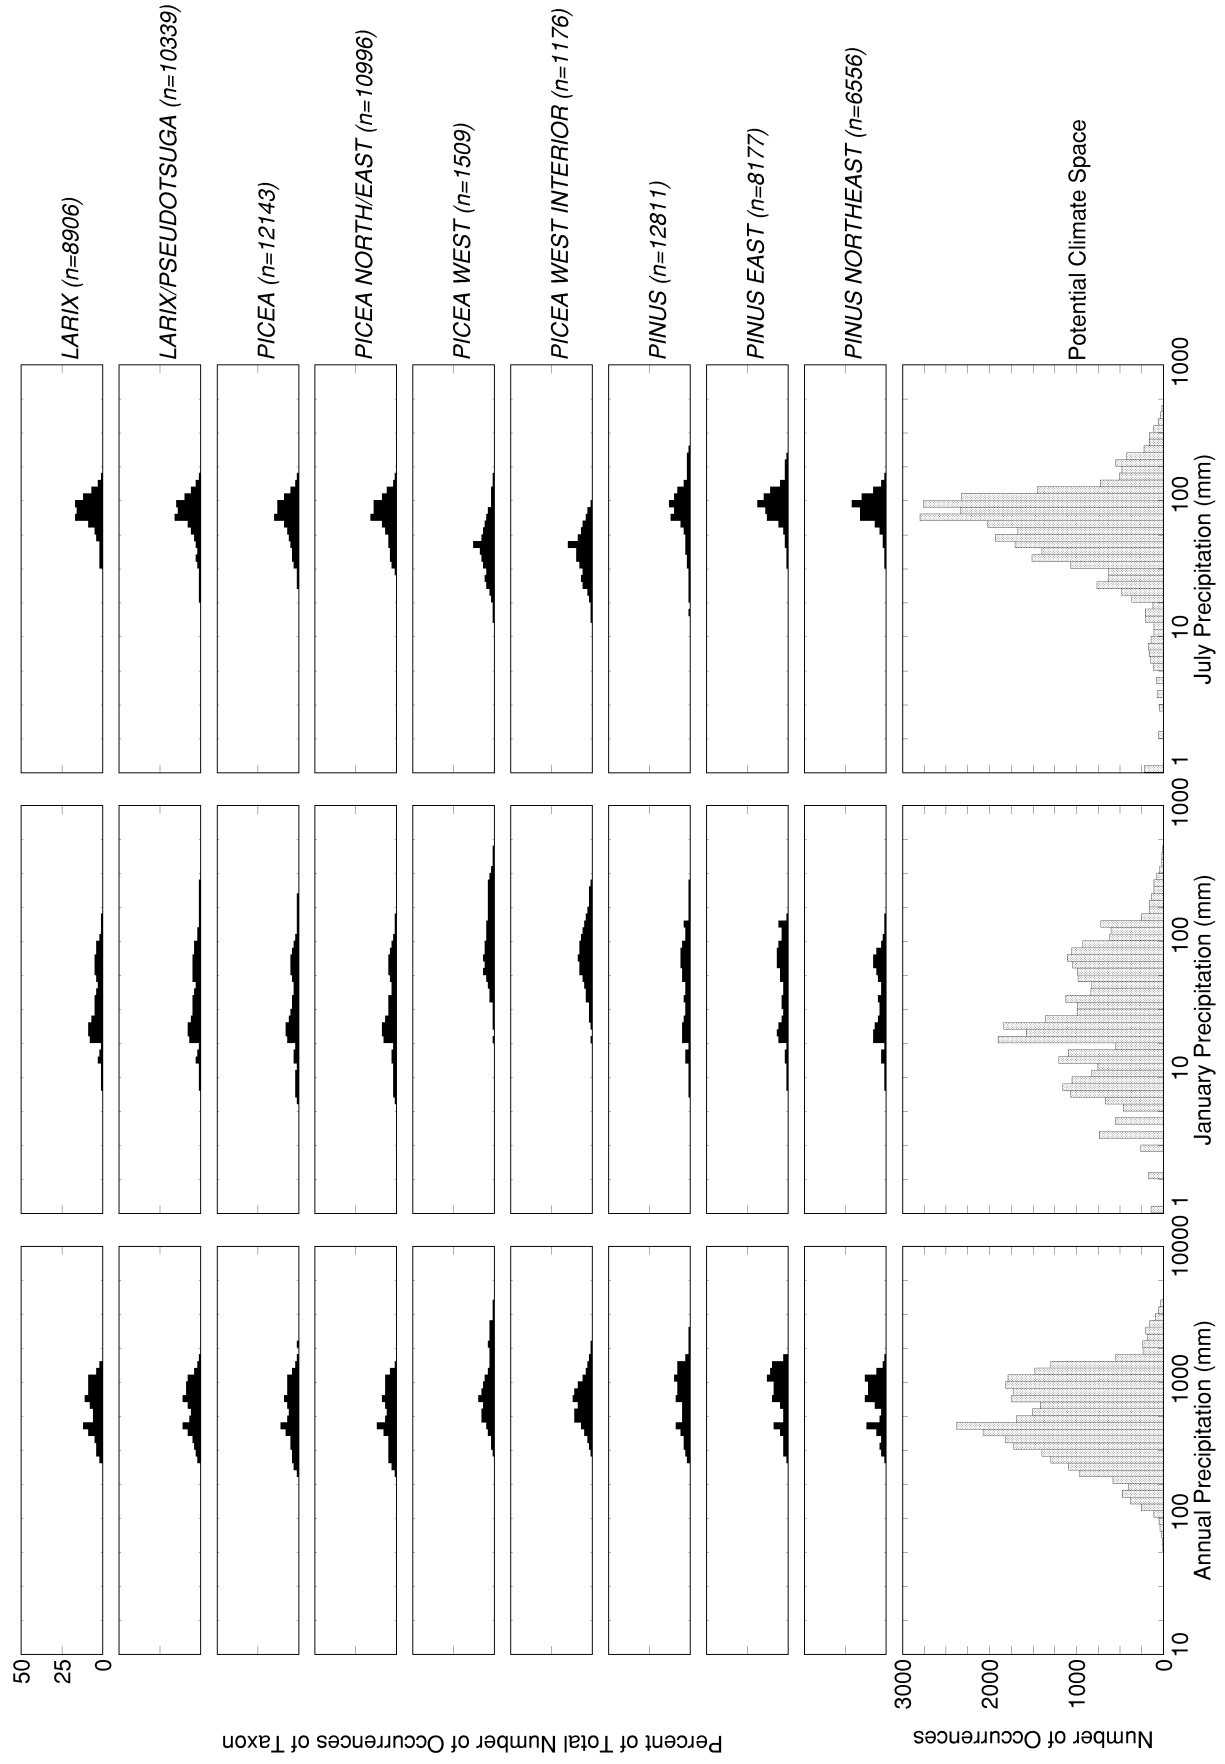 LARIX (n=8906)
LARIX/PSEUDOTSUGA (n=10339)
PICEA (n=12143)
PICEA NORTH/EAST (n=10996)
PICEA WEST (n=1509)
PICEA WEST INTERIOR (n=1176)
PINUS (n=12811)
PINUS EAST (n=8177)
PINUS NORTHEAST (n=6556)
Potential Climate Space
Percent of Total Number of Occurrences of Taxon
50
25
0
Number of Occurrences
3000
2000
1000
0
10 100 1000 10000
Annual Precipitation (mm)
1 10 100 1000
January Precipitation (mm)
1 10 100 1000
July Precipitation (mm)